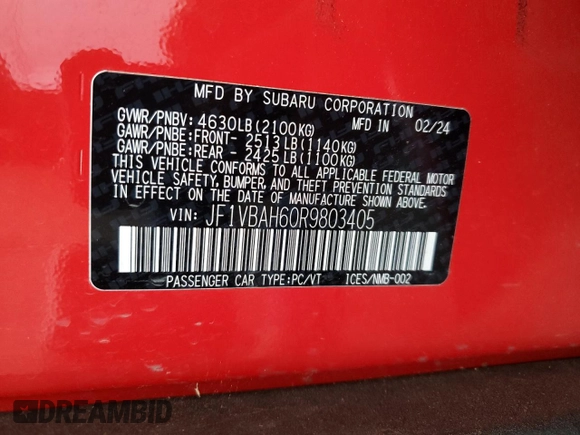 MFD BY SUBARU CORPORATION
GVWR/PNBV: 4630LB(2100KG) MFD IN 02/24
GAWR/PNBE:FRONT- 2513LB(1140KG)
GAWR/PNBE:REAR - 2425LB(1100KG)
THIS VEHICLE CONFORMS TO ALL APPLICABLE FEDERAL MOTOR
VEHICLE SAFETY, BUMPER, AND THEFT PREVENTION STANDARDS
IN EFFECT ON THE DATE OF MANUFACTURE SHOWN ABOVE.
VIN: JF1VBAH60R9803405
PASSENGER CAR TYPE:PC/VT ICES/NMB-002
DREAMBID